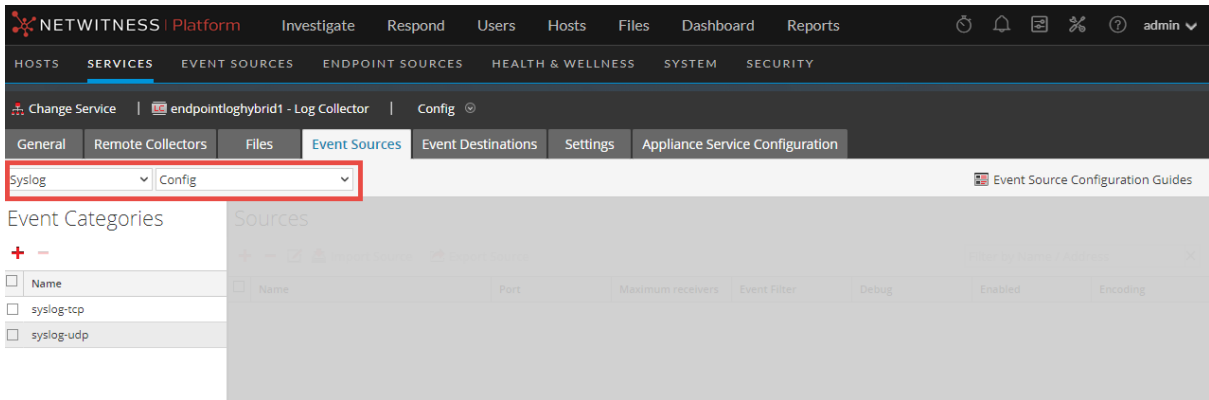 NETWITNESS | Platform Investigate Respond Users Hosts Files Dashboard Reports admin
HOSTS SERVICES EVENT SOURCES ENDPOINT SOURCES HEALTH & WELLNESS SYSTEM SECURITY
Change Service | LC endpointloghybrid1 - Log Collector | Config
General Remote Collectors Files Event Sources Event Destinations Settings Appliance Service Configuration
Syslog Config Event Source Configuration Guides
Event Categories Sources
Name Name Port Maximum receivers Event Filter Debug Enabled Encoding
syslog-tcp
syslog-udp